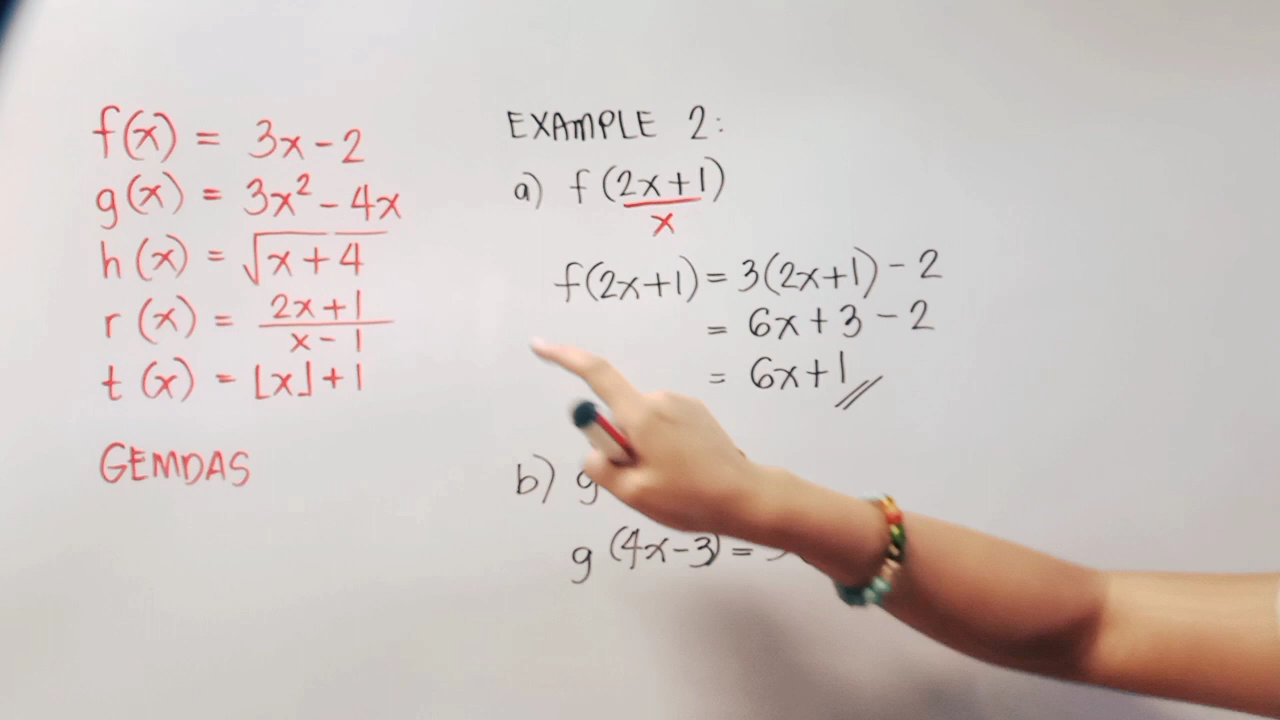 f(x) = 3x - 2
g(x) = 3x² - 4x
h(x) = √(x + 4)
r(x) = (2x + 1)/(x - 1)
t(x) = ⌊x⌋ + 1
GEMDAS
EXAMPLE 2:
a) f(2x+1)
x
f(2x+1) = 3(2x+1) - 2
= 6x + 3 - 2
= 6x + 1
b) g
g(4x-3) =